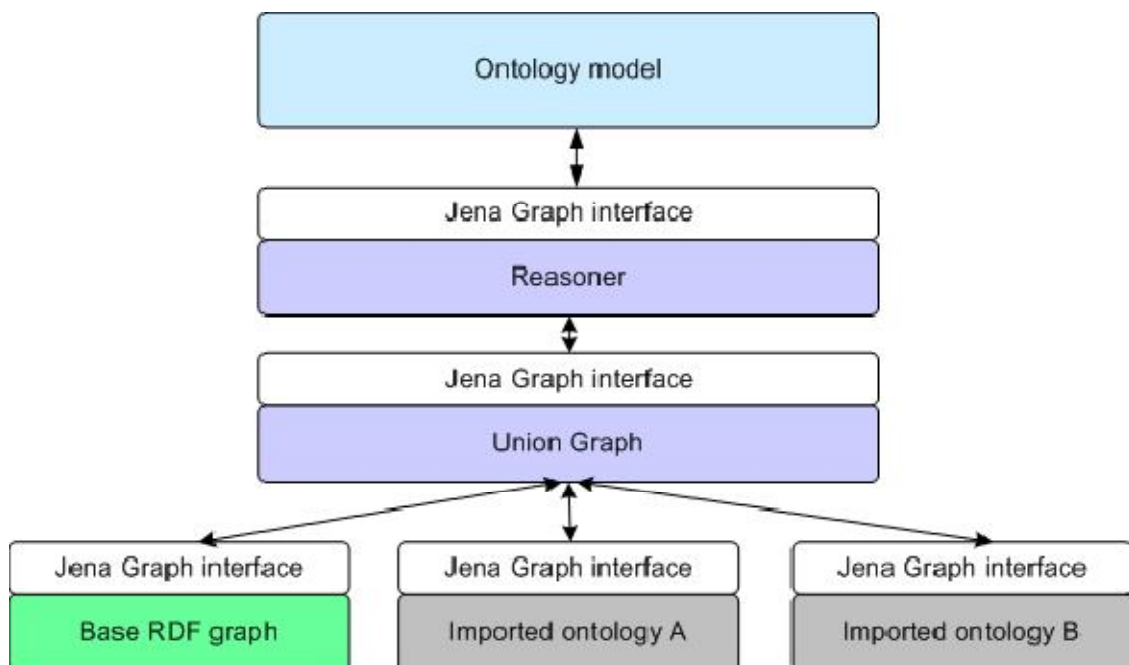 Ontology model
Jena Graph interface
Reasoner
Jena Graph interface
Union Graph
Jena Graph interface
Jena Graph interface
Jena Graph interface
Base RDF graph
Imported ontology A
Imported ontology B